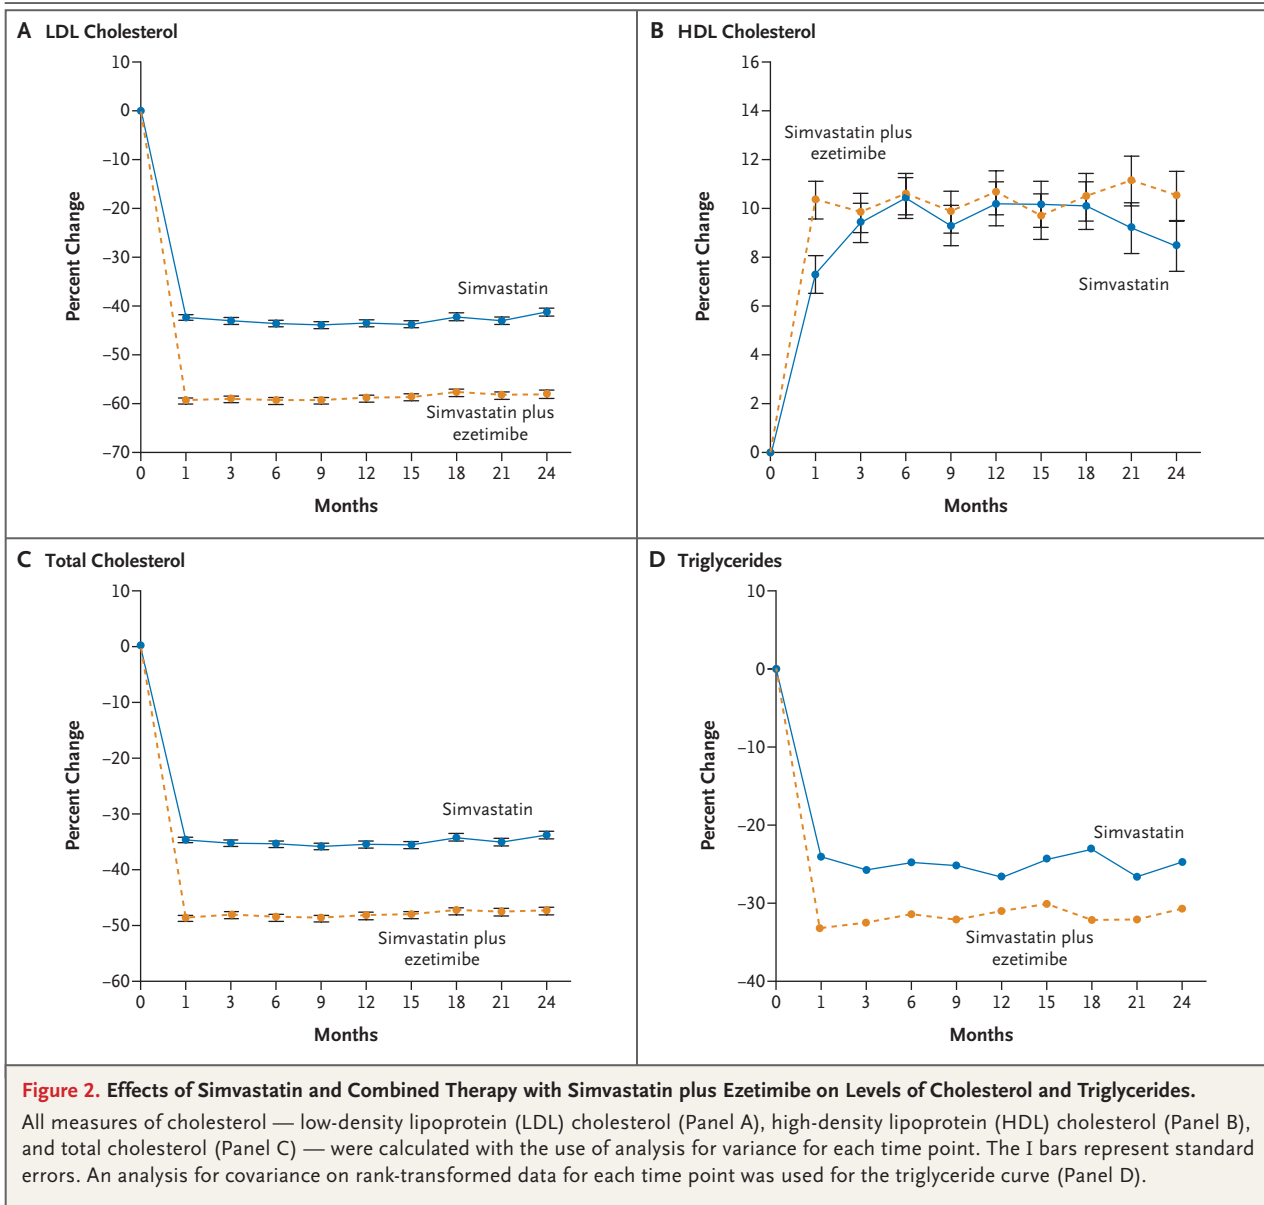 A LDL Cholesterol
10
0
–10
–20
–30
–40
–50
–60
–70
Percent Change
Simvastatin
Simvastatin plus
ezetimibe
0 1 3 6 9 12 15 18 21 24
Months
B HDL Cholesterol
16
14
12
10
8
6
4
2
0
Percent Change
Simvastatin plus
ezetimibe
Simvastatin
0 1 3 6 9 12 15 18 21 24
Months
C Total Cholesterol
10
0
–10
–20
–30
–40
–50
–60
Percent Change
Simvastatin
Simvastatin plus
ezetimibe
0 1 3 6 9 12 15 18 21 24
Months
D Triglycerides
10
0
–10
–20
–30
–40
Percent Change
Simvastatin
Simvastatin plus
ezetimibe
0 1 3 6 9 12 15 18 21 24
Months
Figure 2. Effects of Simvastatin and Combined Therapy with Simvastatin plus Ezetimibe on Levels of Cholesterol and Triglycerides.
All measures of cholesterol — low-density lipoprotein (LDL) cholesterol (Panel A), high-density lipoprotein (HDL) cholesterol (Panel B),
and total cholesterol (Panel C) — were calculated with the use of analysis for variance for each time point. The I bars represent standard
errors. An analysis for covariance on rank-transformed data for each time point was used for the triglyceride curve (Panel D).